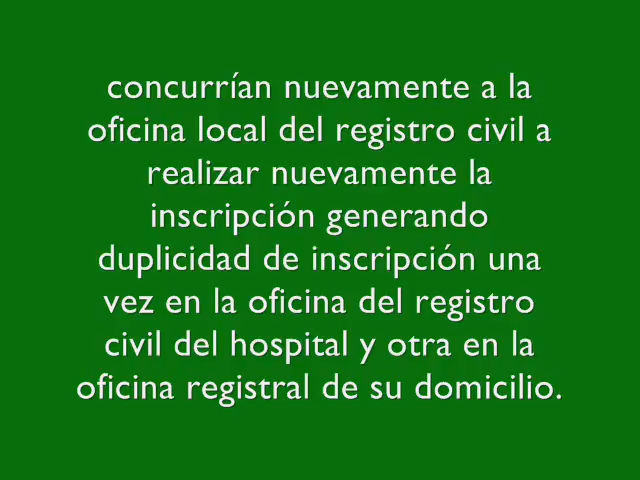 concurrían nuevamente a la
oficina local del registro civil a
realizar nuevamente la
inscripción generando
duplicidad de inscripción una
vez en la oficina del registro
civil del hospital y otra en la
oficina registral de su domicilio.